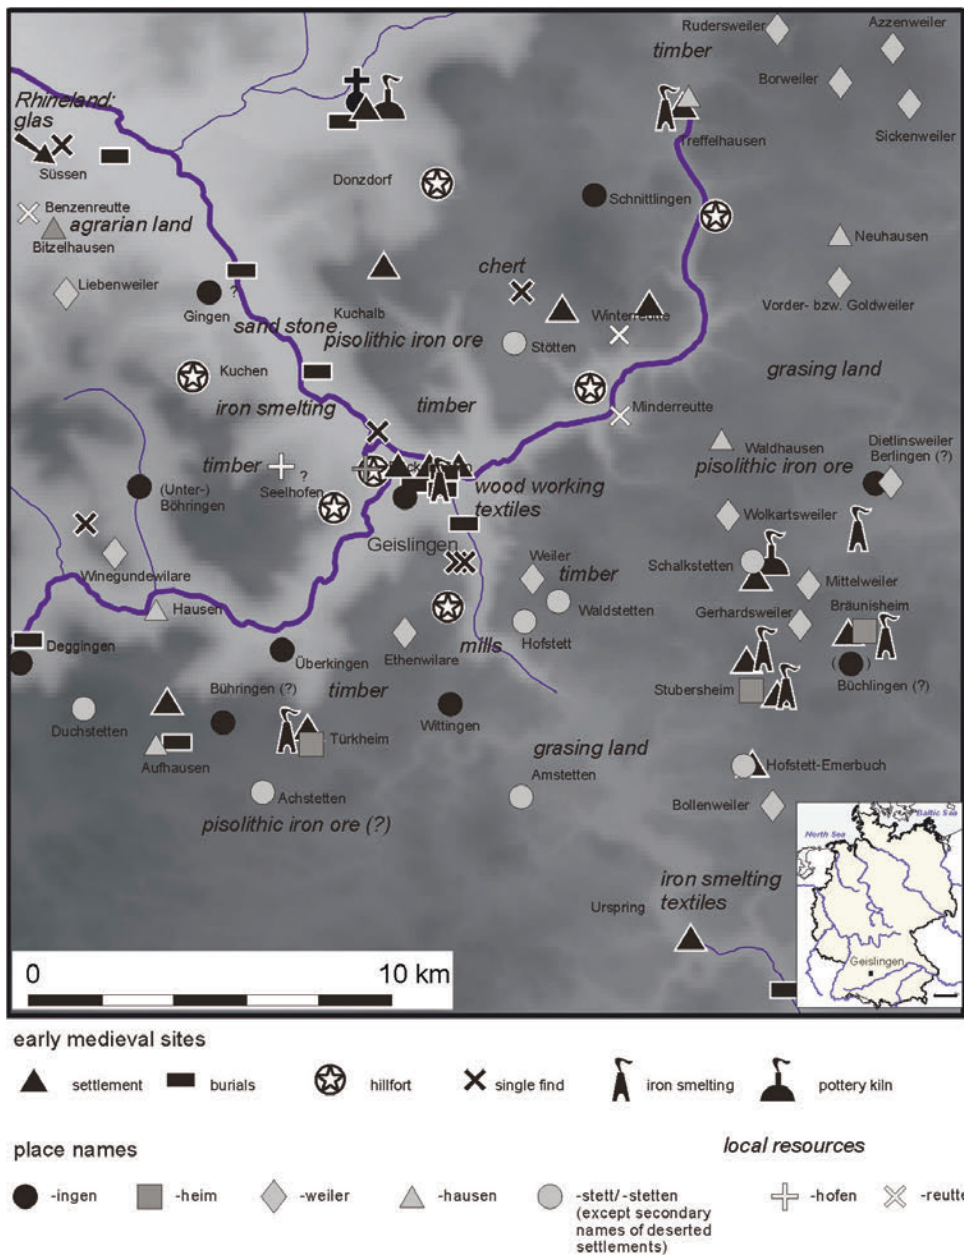 Rudersweiler
Azzenweiler
timber
Borweiler
Rhineland:
glas
Sickenweiler
Treffelhausen
Süssen
Donzdorf
Schnittlingen
Benzenreutte
agrarian land
Bitzelhausen
Neuhausen
chert
Liebenweiler
?
Vorder- bzw. Goldweiler
Gingen
Kuchalb
Winterreutte
sand stone
pisolithic iron ore
Stötten
Kuchen
grasing land
iron smelting
timber
Minderreutte
Waldhausen
Dietlinsweiler
Berlingen (?)
timber
?
Seelhofen
pisolithic iron ore
(Unter-)
Böhringen
wood working
textiles
Wolkartsweiler
Geislingen
Weiler
timber
Schalkstetten
Winegundewilare
Mittelweiler
Hausen
Waldstetten
Gerhardsweiler
Bräunisheim
Deggingen
Ethenwilare
mills
Hofstett
Überkingen
( )
Büchlingen (?)
Bühringen (?)
timber
Stubersheim
Duchstetten
Wittingen
Türkheim
Aufhausen
grasing land
Hofstett-Emerbuch
Achstetten
Amstetten
Bollenweiler
pisolithic iron ore (?)
Baltic Sea
North Sea
iron smelting
textiles
Urspring
Geislingen
0
10 km
early medieval sites
settlement
burials
hillfort
single find
iron smelting
pottery kiln
place names
local resources
-ingen
-heim
-weiler
-hausen
-stett/-stetten
(except secondary
names of deserted
settlements)
-hofen
-reutte